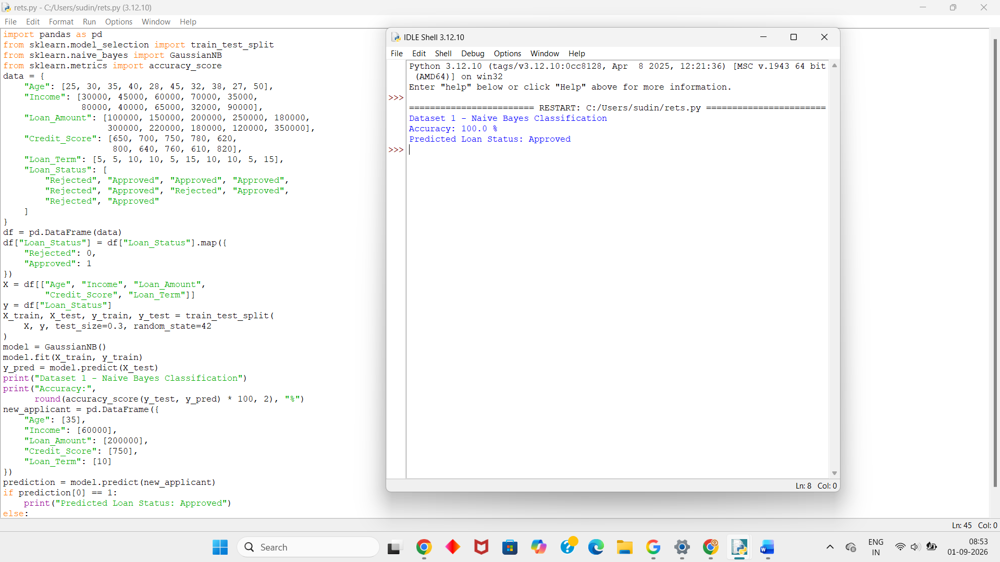 rets.py - C:/Users/sudin/rets.py (3.12.10)
File Edit Format Run Options Window Help
import pandas as pd
from sklearn.model_selection import train_test_split
from sklearn.naive_bayes import GaussianNB
from sklearn.metrics import accuracy_score
data = {
    "Age": [25, 30, 35, 40, 28, 45, 32, 38, 27, 50],
    "Income": [30000, 45000, 60000, 70000, 35000,
               80000, 40000, 65000, 32000, 90000],
    "Loan_Amount": [100000, 150000, 200000, 250000, 180000,
                    300000, 220000, 180000, 120000, 350000],
    "Credit_Score": [650, 700, 750, 780, 620,
                     800, 640, 760, 610, 820],
    "Loan_Term": [5, 5, 10, 10, 5, 15, 10, 10, 5, 15],
    "Loan_Status": [
        "Rejected", "Approved", "Approved", "Approved",
        "Rejected", "Approved", "Rejected", "Approved",
        "Rejected", "Approved"
    ]
}
df = pd.DataFrame(data)
df["Loan_Status"] = df["Loan_Status"].map({
    "Rejected": 0,
    "Approved": 1
})
X = df[["Age", "Income", "Loan_Amount",
        "Credit_Score", "Loan_Term"]]
y = df["Loan_Status"]
X_train, X_test, y_train, y_test = train_test_split(
    X, y, test_size=0.3, random_state=42
)
model = GaussianNB()
model.fit(X_train, y_train)
y_pred = model.predict(X_test)
print("Dataset 1 - Naive Bayes Classification")
print("Accuracy:",
      round(accuracy_score(y_test, y_pred) * 100, 2), "%")
new_applicant = pd.DataFrame({
    "Age": [35],
    "Income": [60000],
    "Loan_Amount": [200000],
    "Credit_Score": [750],
    "Loan_Term": [10]
})
prediction = model.predict(new_applicant)
if prediction[0] == 1:
    print("Predicted Loan Status: Approved")
else:
Ln: 45 Col: 0
IDLE Shell 3.12.10
File Edit Shell Debug Options Window Help
Python 3.12.10 (tags/v3.12.10:0cc8128, Apr  8 2025, 12:21:36) [MSC v.1943 64 bit
 (AMD64)] on win32
Enter "help" below or click "Help" above for more information.
>>>
======================== RESTART: C:/Users/sudin/rets.py =======================
Dataset 1 - Naive Bayes Classification
Accuracy: 100.0 %
Predicted Loan Status: Approved
>>>
Ln: 8 Col: 0
Search
ENG
IN
08:53
01-09-2026